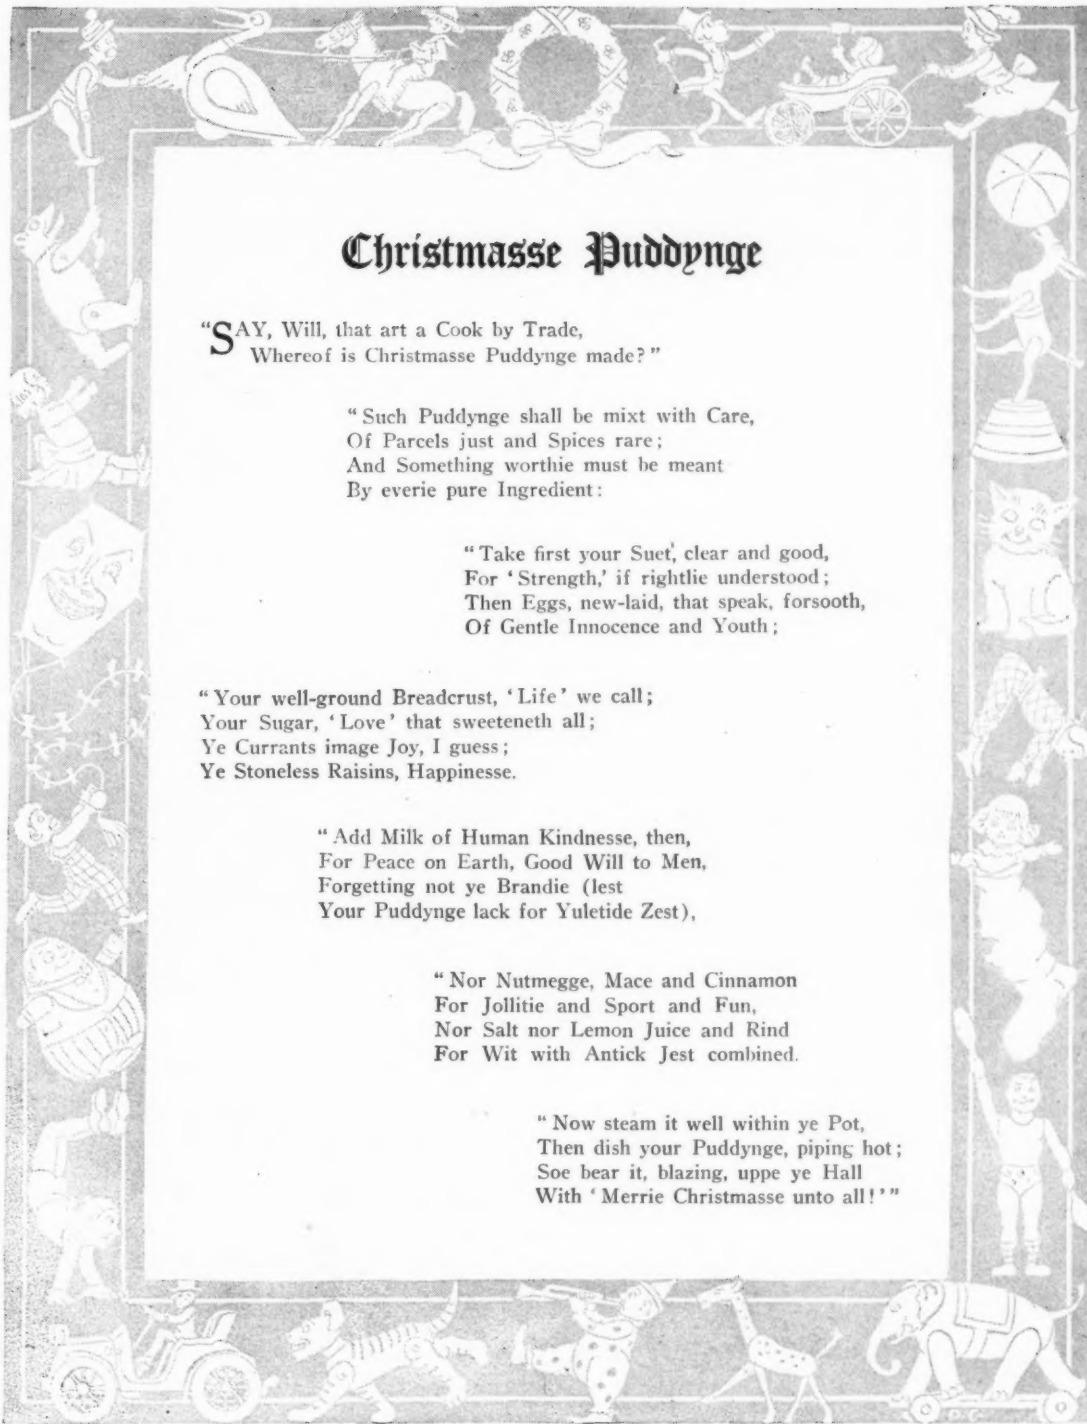 Christmasse Puddynge
"SAY, Will, that art a Cook by Trade,
Whereof is Christmasse Puddynge made?"
"Such Puddynge shall be mixt with Care,
Of Parcels just and Spices rare;
And Something worthie must be meant
By everie pure Ingredient:
"Take first your Suet, clear and good,
For 'Strength,' if rightlie understood;
Then Eggs, new-laid, that speak, forsooth,
Of Gentle Innocence and Youth;
"Your well-ground Breadcrust, 'Life' we call;
Your Sugar, 'Love' that sweeteneth all;
Ye Currants image Joy, I guess;
Ye Stoneless Raisins, Happinesse.
"Add Milk of Human Kindnesse, then,
For Peace on Earth, Good Will to Men,
Forgetting not ye Brandie (lest
Your Puddynge lack for Yuletide Zest),
"Nor Nutmegge, Mace and Cinnamon
For Jollitie and Sport and Fun,
Nor Salt nor Lemon Juice and Rind
For Wit with Antick Jest combined.
"Now steam it well within ye Pot,
Then dish your Puddynge, piping hot;
Soe bear it, blazing, uppe ye Hall
With 'Merrie Christmasse unto all!'"